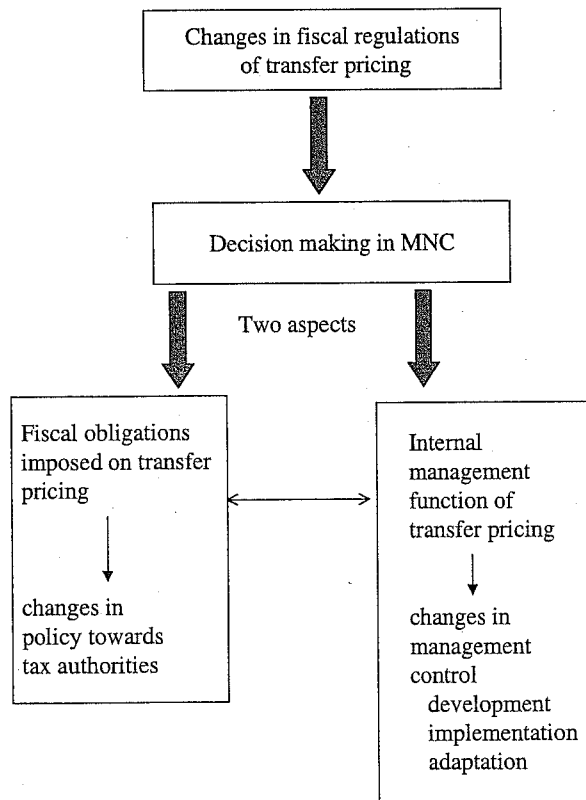 Changes in fiscal regulations
of transfer pricing
Decision making in MNC
Two aspects
Fiscal obligations
imposed on transfer
pricing
changes in
policy towards
tax authorities
Internal
management
function of
transfer pricing
changes in
management
control
development
implementation
adaptation